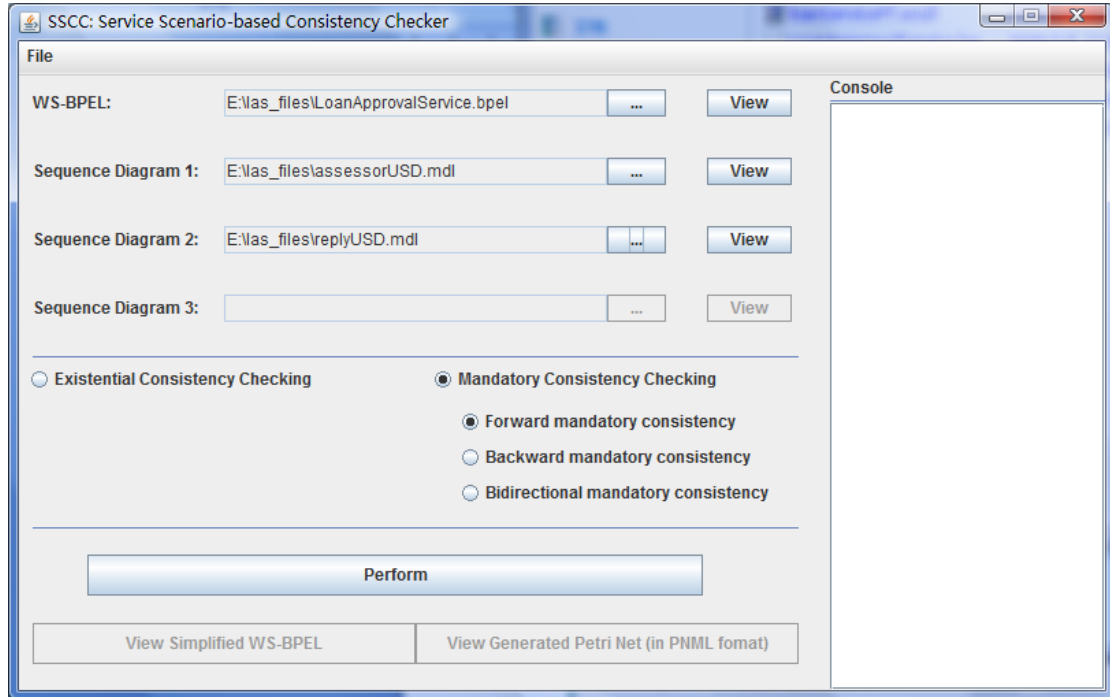 SSCC: Service Scenario-based Consistency Checker
File
WS-BPEL:
E:\las_files\LoanApprovalService.bpel
...
View
Console
Sequence Diagram 1:
E:\las_files\assessorUSD.mdl
...
View
Sequence Diagram 2:
E:\las_files\replyUSD.mdl
...
View
Sequence Diagram 3:
...
View
Existential Consistency Checking
Mandatory Consistency Checking
Forward mandatory consistency
Backward mandatory consistency
Bidirectional mandatory consistency
Perform
View Simplified WS-BPEL
View Generated Petri Net (in PNML fomat)